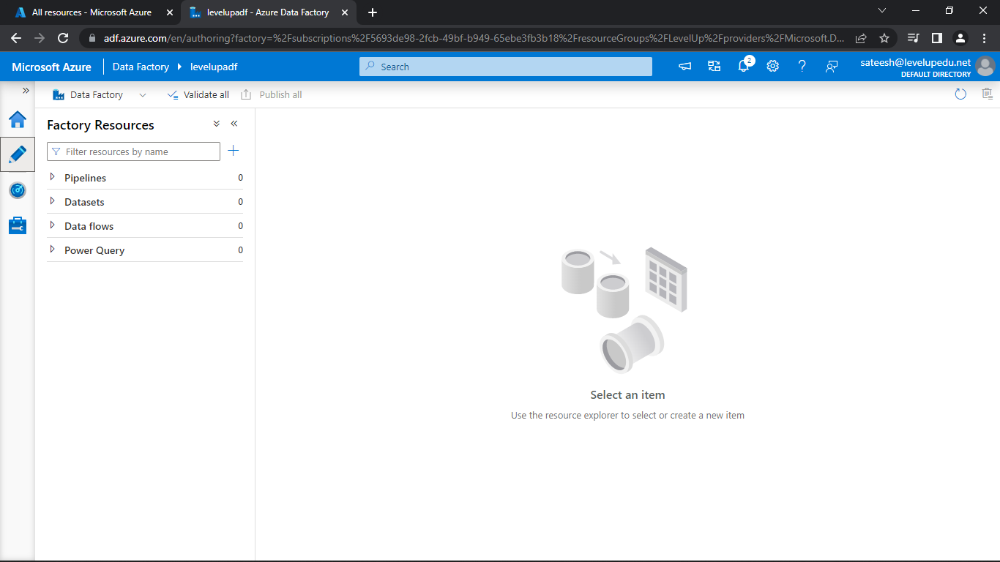 All resources - Microsoft Azure
levelupadf - Azure Data Factory
adf.azure.com/en/authoring?factory=%2Fsubscriptions%2F5693de98-2fcb-49bf-b949-65ebe3fb3b18%2FresourceGroups%2FLevelUp%2Fproviders%2FMicrosoft.D...
Microsoft Azure
Data Factory
levelupadf
Search
2
sateesh@levelupedu.net
DEFAULT DIRECTORY
Data Factory
Validate all
Publish all
Factory Resources
Filter resources by name
Pipelines 0
Datasets 0
Data flows 0
Power Query 0
Select an item
Use the resource explorer to select or create a new item